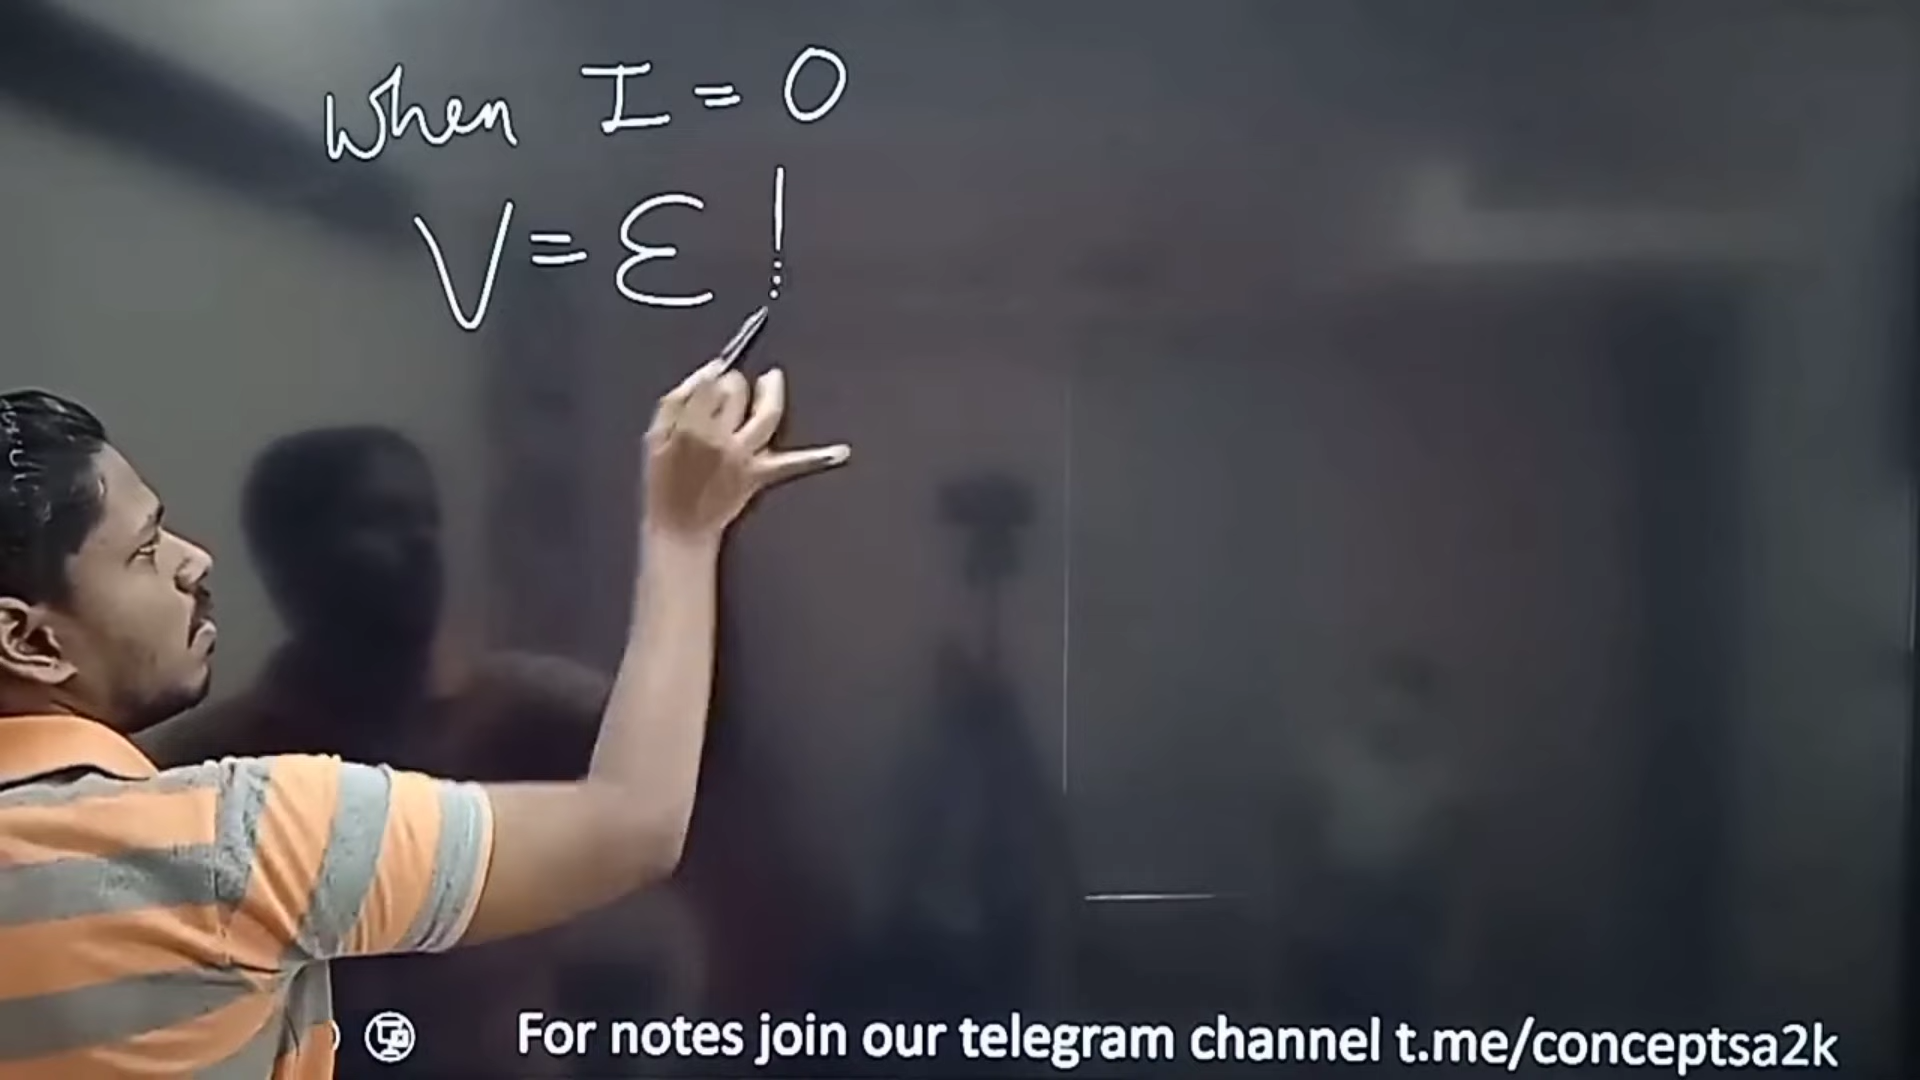 When I = 0
V = Ɛ !
For notes join our telegram channel t.me/conceptsa2k